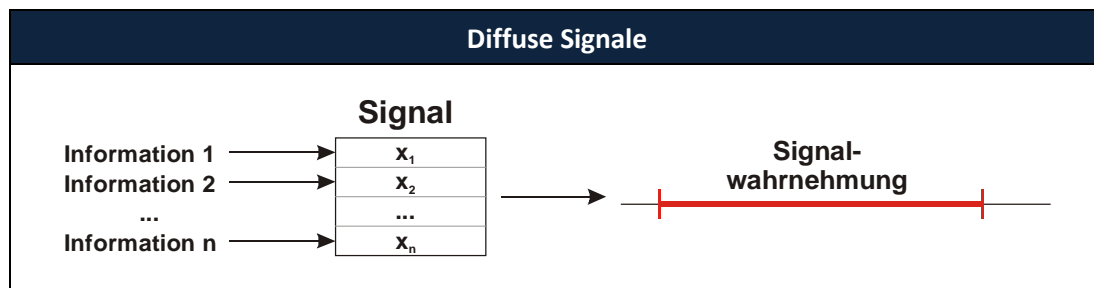 Diffuse Signale
Signal
Information 1
x₁
Information 2
x₂
...
...
Information n
xₙ
Signal-
wahrnehmung